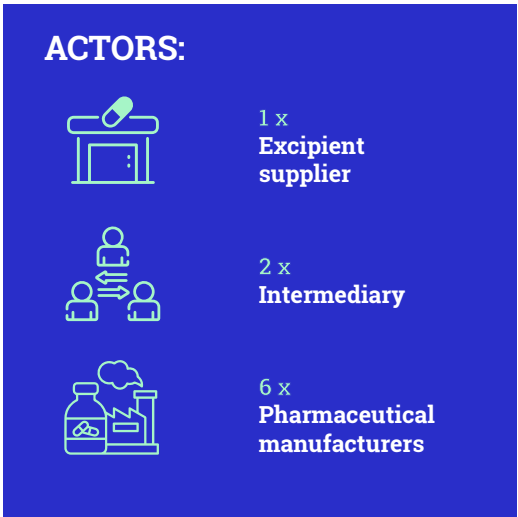 ACTORS:
1 x
Excipient
supplier
2 x
Intermediary
6 x
Pharmaceutical
manufacturers